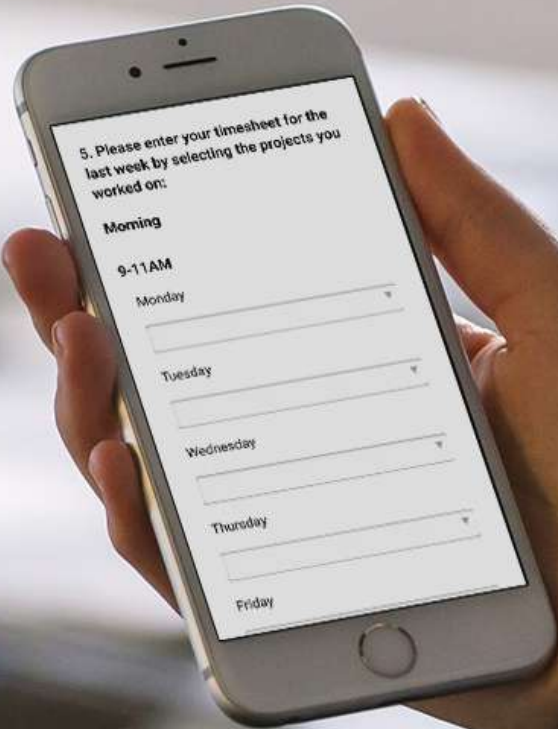 5. Please enter your timesheet for the
last week by selecting the projects you
worked on:
Morning
9-11AM
Monday
Tuesday
Wednesday
Thursday
Friday